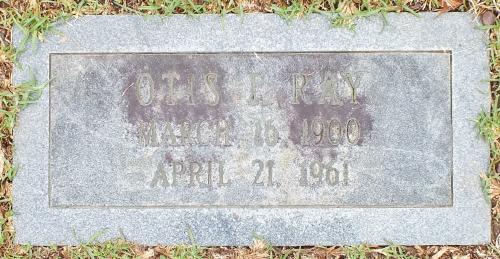 OTIS RAY
MARCH 16, 1900
APRIL 21, 1961